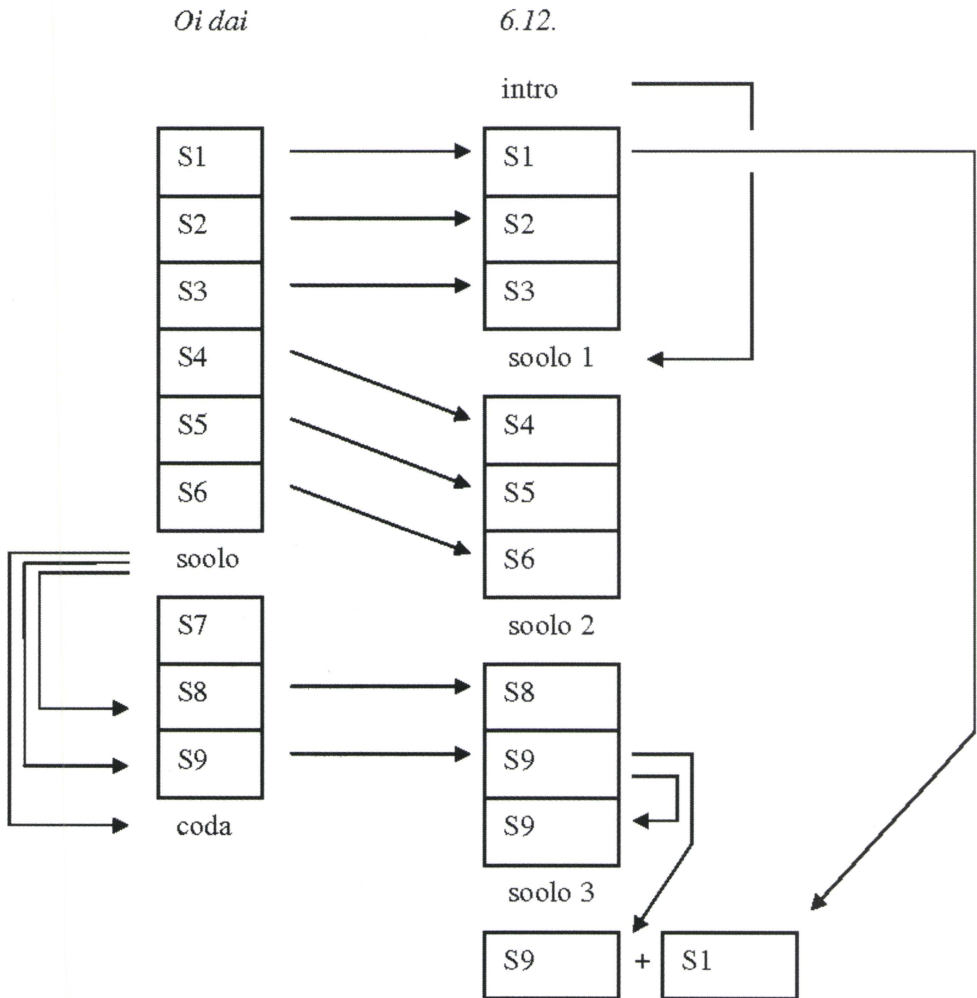 Oi dai 6.12.
intro
S1 S1
S2 S2
S3 S3
S4 soolo 1
S5 S4
S6 S5
soolo S6
S7 soolo 2
S8 S8
S9 S9
coda S9
soolo 3
S9 + S1